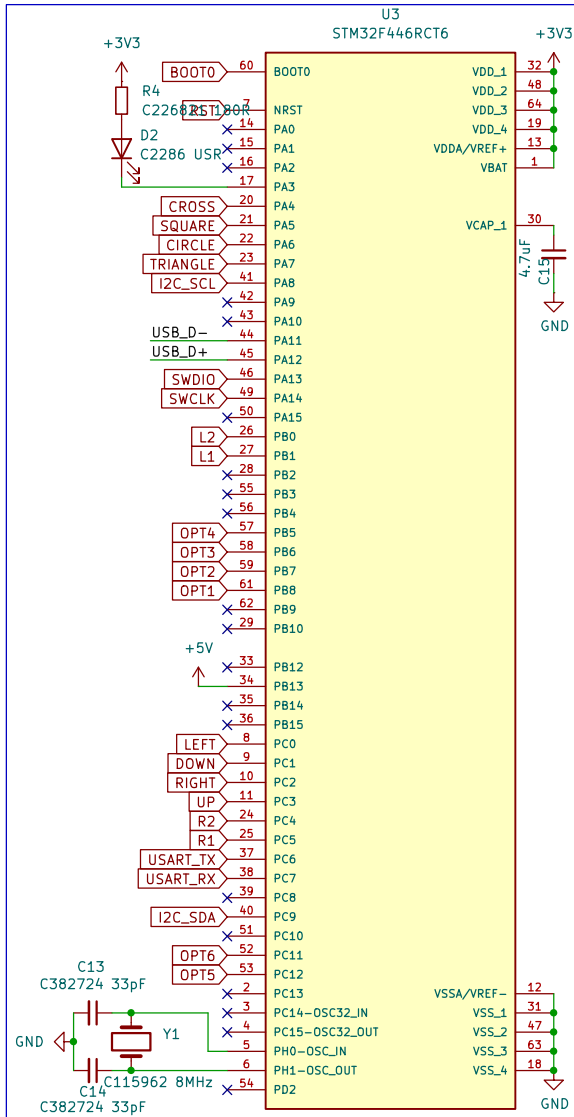 U3
STM32F446RCT6
+3V3
+3V3
R4
C22682 180R
D2
C2286 USR
BOOT0 60 BOOT0
RST 7 NRST
14 PA0
15 PA1
16 PA2
17 PA3
CROSS 20 PA4
SQUARE 21 PA5
CIRCLE 22 PA6
TRIANGLE 23 PA7
I2C_SCL 41 PA8
42 PA9
43 PA10
USB_D- 44 PA11
USB_D+ 45 PA12
SWDIO 46 PA13
SWCLK 49 PA14
50 PA15
L2 26 PB0
L1 27 PB1
28 PB2
55 PB3
56 PB4
OPT4 57 PB5
OPT3 58 PB6
OPT2 59 PB7
OPT1 61 PB8
62 PB9
29 PB10
+5V
33 PB12
34 PB13
35 PB14
36 PB15
LEFT 8 PC0
DOWN 9 PC1
RIGHT 10 PC2
UP 11 PC3
R2 24 PC4
R1 25 PC5
USART_TX 37 PC6
USART_RX 38 PC7
39 PC8
I2C_SDA 40 PC9
51 PC10
OPT6 52 PC11
OPT5 53 PC12
2 PC13
3 PC14-OSC32_IN
4 PC15-OSC32_OUT
5 PH0-OSC_IN
6 PH1-OSC_OUT
54 PD2
VDD_1 32
VDD_2 48
VDD_3 64
VDD_4 19
VDDA/VREF+ 13
VBAT 1
VCAP_1 30
4.7uF
C15
GND
VSSA/VREF- 12
VSS_1 31
VSS_2 47
VSS_3 63
VSS_4 18
GND
C13
C382724 33pF
GND
Y1
C115962 8MHz
C14
C382724 33pF